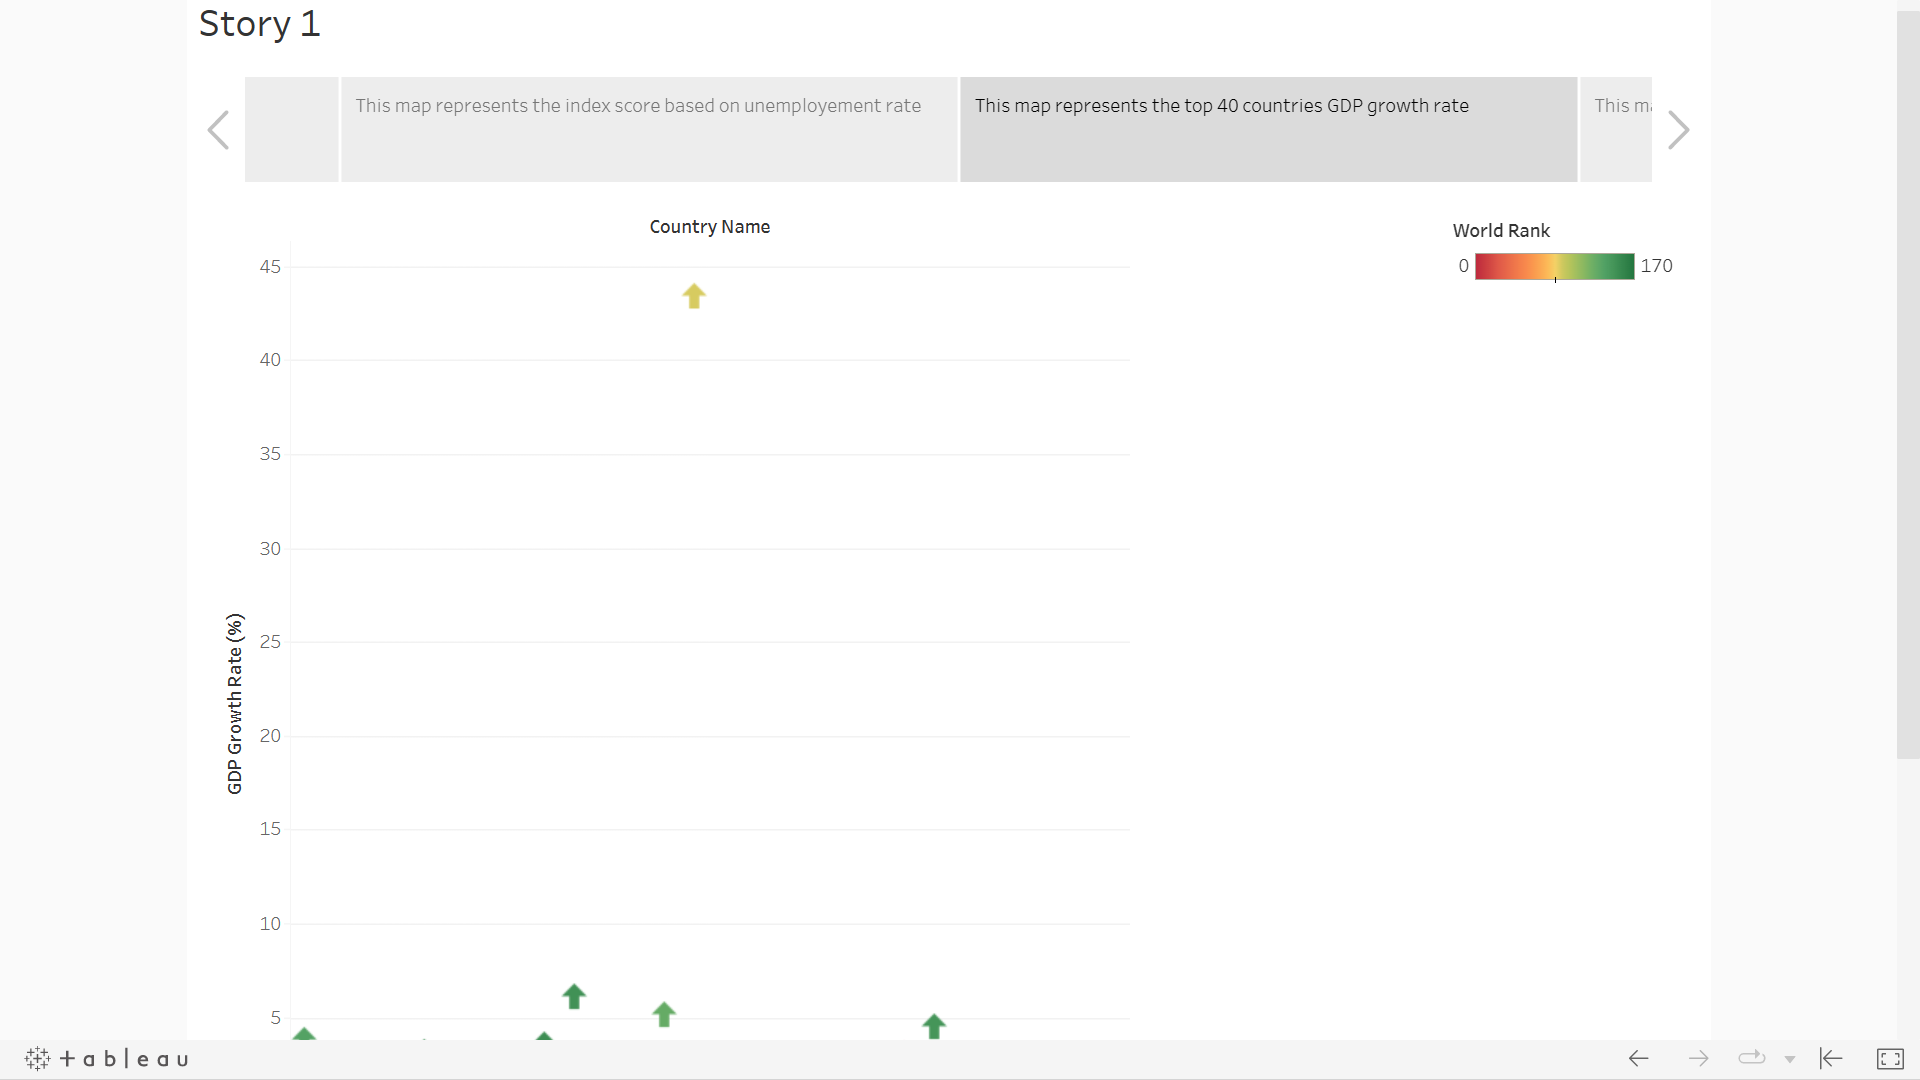 Story 1
This map represents the index score based on unemployement rate
This map represents the top 40 countries GDP growth rate
This
Country Name
World Rank
0
170
45
40
35
30
25
20
15
10
5
GDP Growth Rate (%)
+ableau